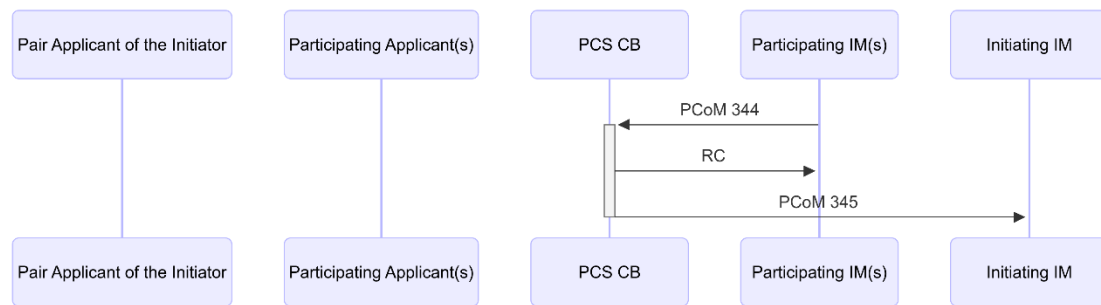 Pair Applicant of the Initiator
Participating Applicant(s)
PCS CB
Participating IM(s)
Initiating IM
PCoM 344
RC
PCoM 345
Pair Applicant of the Initiator
Participating Applicant(s)
PCS CB
Participating IM(s)
Initiating IM